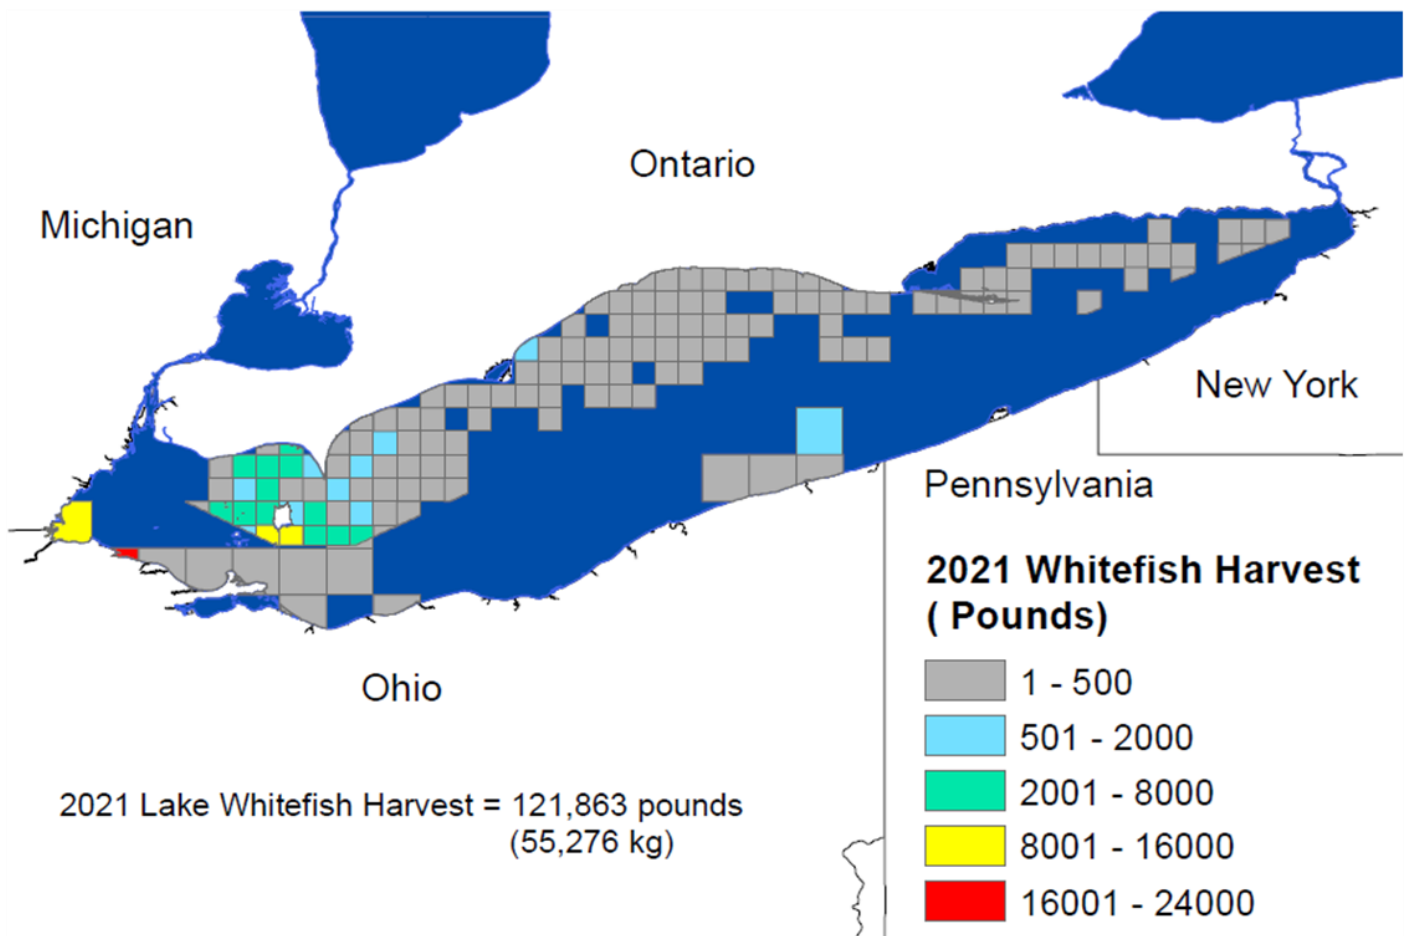 Ontario
Michigan
New York
Pennsylvania
2021 Whitefish Harvest
( Pounds)
1 - 500
501 - 2000
2001 - 8000
8001 - 16000
16001 - 24000
Ohio
2021 Lake Whitefish Harvest = 121,863 pounds
(55,276 kg)